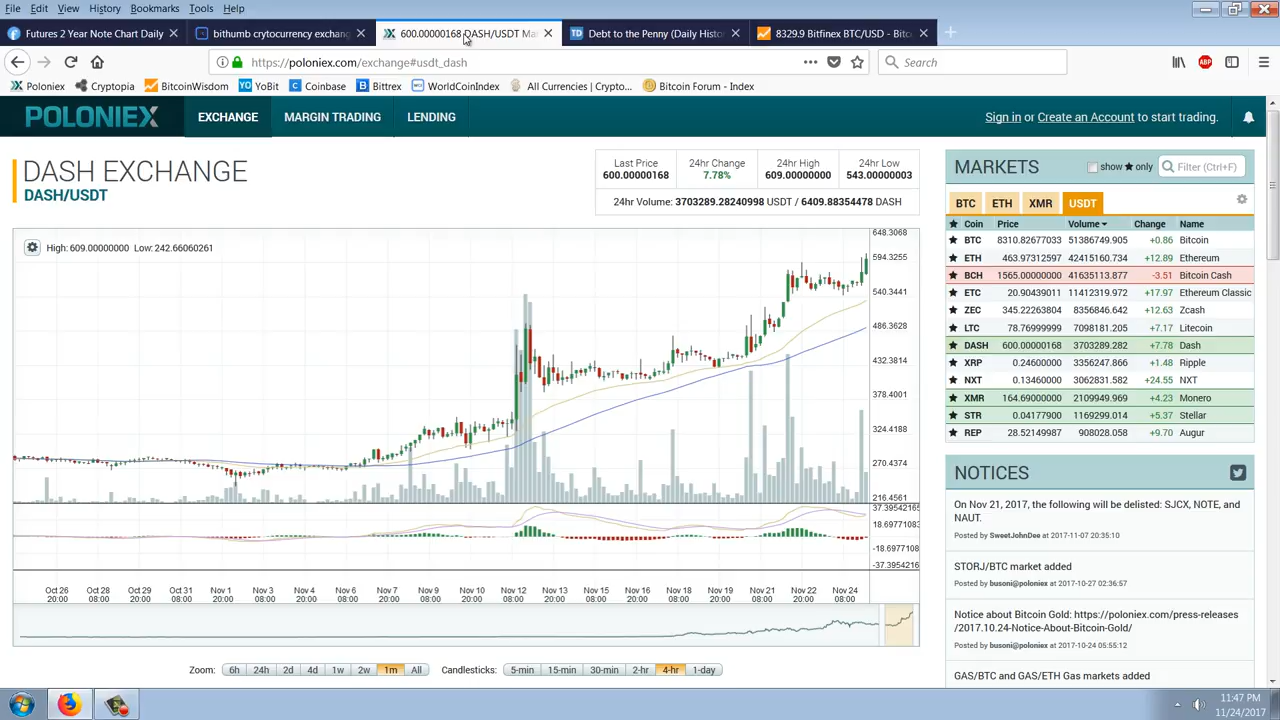 File Edit View History Bookmarks Tools Help
Futures 2 Year Note Chart Daily
bithumb crytocurrency exchang
600.00000168 DASH/USDT Ma
Debt to the Penny (Daily Histo
8329.9 Bitfinex BTC/USD - Bitcoi
https://poloniex.com/exchange#usdt_dash
Search
ABP
Poloniex Cryptopia BitcoinWisdom YoBit Coinbase Bittrex WorldCoinIndex All Currencies | Crypto... Bitcoin Forum - Index
POLONIEX EXCHANGE MARGIN TRADING LENDING
Sign in or Create an Account to start trading.
DASH EXCHANGE
DASH/USDT
Last Price 24hr Change 24hr High 24hr Low
600.00000168 7.78% 609.00000000 543.00000003
24hr Volume: 3703289.28240998 USDT / 6409.88354478 DASH
High: 609.00000000 Low: 242.66060261
648.3068
594.3255
540.3441
486.3628
432.3814
378.4001
324.4188
270.4374
216.4561
37.39542165
18.69771083
-18.6977108
-37.3954216
Oct 26 20:00
Oct 28 08:00
Oct 29 20:00
Oct 31 08:00
Nov 1 20:00
Nov 3 08:00
Nov 4 20:00
Nov 6 08:00
Nov 7 20:00
Nov 9 08:00
Nov 10 20:00
Nov 12 08:00
Nov 13 20:00
Nov 15 08:00
Nov 16 20:00
Nov 18 08:00
Nov 19 20:00
Nov 21 08:00
Nov 22 20:00
Nov 24 08:00
Zoom: 6h 24h 2d 4d 1w 2w 1m All Candlesticks: 5-min 15-min 30-min 2-hr 4-hr 1-day
MARKETS show only Filter (Ctrl+F)
BTC ETH XMR USDT
Coin Price Volume Change Name
BTC 8310.82677033 51386749.905 +0.86 Bitcoin
ETH 463.97312597 42415160.734 +12.89 Ethereum
BCH 1565.00000000 41635113.877 -3.51 Bitcoin Cash
ETC 20.90439011 11412319.972 +17.97 Ethereum Classic
ZEC 345.22263804 8356846.642 +12.63 Zcash
LTC 78.76999999 7098181.205 +7.17 Litecoin
DASH 600.00000168 3703289.282 +7.78 Dash
XRP 0.24600000 3356247.866 +1.48 Ripple
NXT 0.13460000 3062831.582 +24.55 NXT
XMR 164.69000000 2109949.969 +4.23 Monero
STR 0.04177900 1169299.014 +5.37 Stellar
REP 28.52149987 908028.058 +9.70 Augur
NOTICES
On Nov 21, 2017, the following will be delisted: SJCX, NOTE, and
NAUT.
Posted by SweetJohnDee at 2017-11-07 20:35:10
STORJ/BTC market added
Posted by busoni@poloniex at 2017-10-27 02:36:57
Notice about Bitcoin Gold: https://poloniex.com/press-releases
/2017.10.24-Notice-About-Bitcoin-Gold/
Posted by busoni@poloniex at 2017-10-24 05:55:12
GAS/BTC and GAS/ETH Gas markets added
11:47 PM
11/24/2017